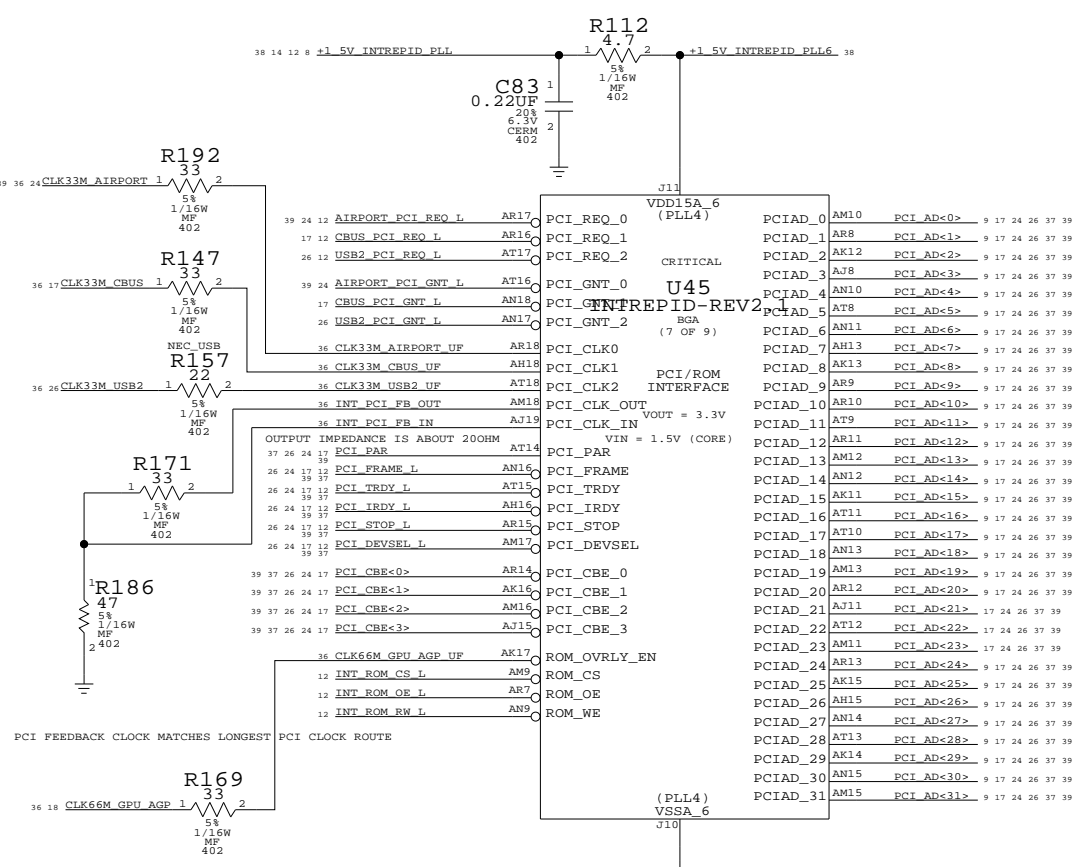 R112
4.7
38 14 12 8 +1_5V_INTREPID_PLL 1 2 +1_5V_INTREPID_PLL6 38
5%
1/16W
MF
402
C83 1
0.22UF
20%
6.3V
CERM 2
402
R192
33
39 36 24 CLK33M_AIRPORT 1 2
5%
1/16W
MF
402
R147
33
36 17 CLK33M_CBUS 1 2
5%
1/16W
MF
402
NEC_USB
R157
22
36 26 CLK33M_USB2 1 2
5%
1/16W
MF
402
R171
33
1 2
5%
1/16W
MF
402
1 R186
47
5%
1/16W
MF
2 402
PCI FEEDBACK CLOCK MATCHES LONGEST PCI CLOCK ROUTE
R169
33
36 18 CLK66M_GPU_AGP 1 2
5%
1/16W
MF
402
J11
VDD15A_6
(PLL4)
39 24 12 AIRPORT_PCI_REQ_L AR17 PCI_REQ_0
17 12 CBUS_PCI_REQ_L AR16 PCI_REQ_1
26 12 USB2_PCI_REQ_L AT17 PCI_REQ_2
39 24 AIRPORT_PCI_GNT_L AT16 PCI_GNT_0
17 CBUS_PCI_GNT_L AN18 PCI_GNT_1
26 USB2_PCI_GNT_L AN17 PCI_GNT_2
36 CLK33M_AIRPORT_UF AR18 PCI_CLK0
36 CLK33M_CBUS_UF AH18 PCI_CLK1
36 CLK33M_USB2_UF AT18 PCI_CLK2
36 INT_PCI_FB_OUT AM18 PCI_CLK_OUT
36 INT_PCI_FB_IN AJ19 PCI_CLK_IN
OUTPUT IMPEDANCE IS ABOUT 20OHM
37 26 24 17 PCI_PAR AT14 PCI_PAR
39
26 24 17 12 PCI_FRAME_L AN16 PCI_FRAME
39 37
26 24 17 12 PCI_TRDY_L AT15 PCI_TRDY
39 37
26 24 17 12 PCI_IRDY_L AH16 PCI_IRDY
39 37
26 24 17 12 PCI_STOP_L AR15 PCI_STOP
39 37
26 24 17 12 PCI_DEVSEL_L AM17 PCI_DEVSEL
39 37
39 37 26 24 17 PCI_CBE<0> AR14 PCI_CBE_0
39 37 26 24 17 PCI_CBE<1> AK16 PCI_CBE_1
39 37 26 24 17 PCI_CBE<2> AM16 PCI_CBE_2
39 37 26 24 17 PCI_CBE<3> AJ15 PCI_CBE_3
36 CLK66M_GPU_AGP_UF AK17 ROM_OVRLY_EN
12 INT_ROM_CS_L AM9 ROM_CS
12 INT_ROM_OE_L AR7 ROM_OE
12 INT_ROM_RW_L AN9 ROM_WE
CRITICAL
U45
INTREPID-REV2.1
BGA
(7 OF 9)
PCI/ROM
INTERFACE
VOUT = 3.3V
VIN = 1.5V (CORE)
(PLL4)
VSSA_6
J10
PCIAD_0 AM10 PCI_AD<0> 9 17 24 26 37 39
PCIAD_1 AR8 PCI_AD<1> 9 17 24 26 37 39
PCIAD_2 AK12 PCI_AD<2> 9 17 24 26 37 39
PCIAD_3 AJ8 PCI_AD<3> 9 17 24 26 37 39
PCIAD_4 AN10 PCI_AD<4> 9 17 24 26 37 39
PCIAD_5 AT8 PCI_AD<5> 9 17 24 26 37 39
PCIAD_6 AN11 PCI_AD<6> 9 17 24 26 37 39
PCIAD_7 AH13 PCI_AD<7> 9 17 24 26 37 39
PCIAD_8 AK13 PCI_AD<8> 9 17 24 26 37 39
PCIAD_9 AR9 PCI_AD<9> 9 17 24 26 37 39
PCIAD_10 AR10 PCI_AD<10> 9 17 24 26 37 39
PCIAD_11 AT9 PCI_AD<11> 9 17 24 26 37 39
PCIAD_12 AR11 PCI_AD<12> 9 17 24 26 37 39
PCIAD_13 AM12 PCI_AD<13> 9 17 24 26 37 39
PCIAD_14 AN12 PCI_AD<14> 9 17 24 26 37 39
PCIAD_15 AK11 PCI_AD<15> 9 17 24 26 37 39
PCIAD_16 AT11 PCI_AD<16> 9 17 24 26 37 39
PCIAD_17 AT10 PCI_AD<17> 9 17 24 26 37 39
PCIAD_18 AN13 PCI_AD<18> 9 17 24 26 37 39
PCIAD_19 AM13 PCI_AD<19> 9 17 24 26 37 39
PCIAD_20 AR12 PCI_AD<20> 9 17 24 26 37 39
PCIAD_21 AJ11 PCI_AD<21> 17 24 26 37 39
PCIAD_22 AT12 PCI_AD<22> 17 24 26 37 39
PCIAD_23 AM11 PCI_AD<23> 17 24 26 37 39
PCIAD_24 AR13 PCI_AD<24> 9 17 24 26 37 39
PCIAD_25 AK15 PCI_AD<25> 9 17 24 26 37 39
PCIAD_26 AH15 PCI_AD<26> 9 17 24 26 37 39
PCIAD_27 AN14 PCI_AD<27> 9 17 24 26 37 39
PCIAD_28 AT13 PCI_AD<28> 9 17 24 26 37 39
PCIAD_29 AK14 PCI_AD<29> 9 17 24 26 37 39
PCIAD_30 AN15 PCI_AD<30> 9 17 24 26 37 39
PCIAD_31 AM15 PCI_AD<31> 9 17 24 26 37 39